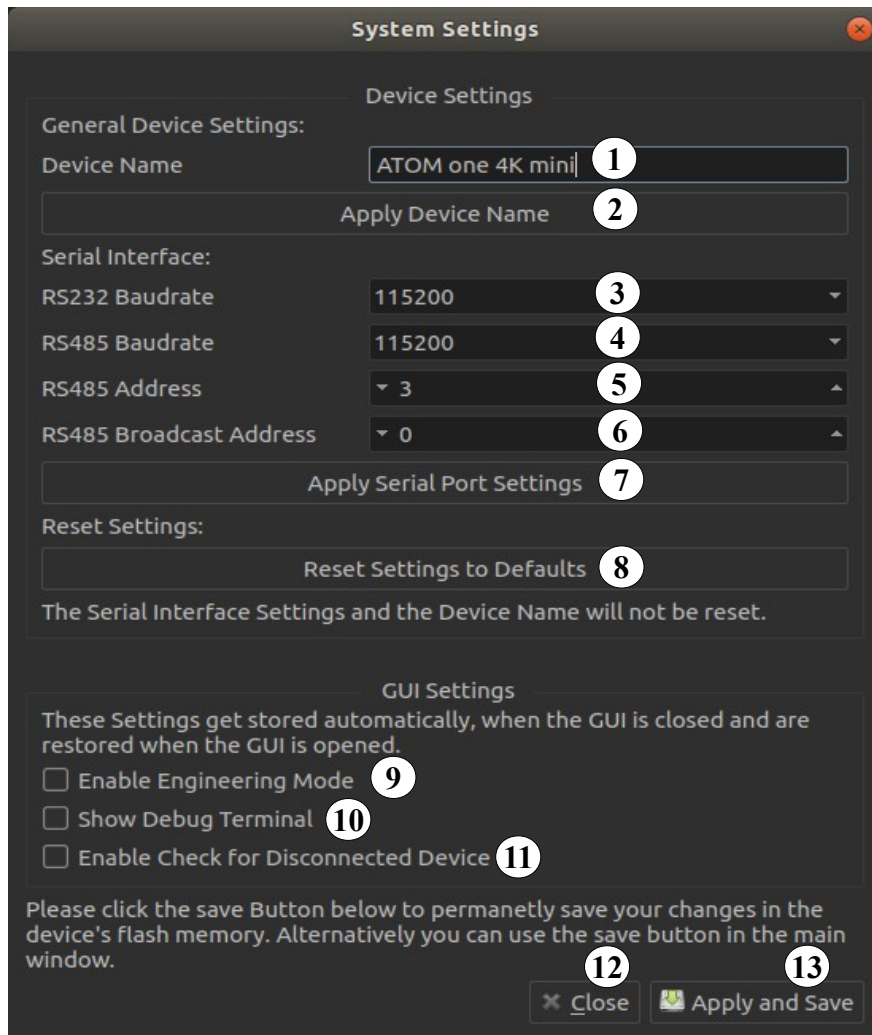 System Settings
Device Settings
General Device Settings:
Device Name ATOM one 4K mini 1
Apply Device Name 2
Serial Interface:
RS232 Baudrate 115200 3
RS485 Baudrate 115200 4
RS485 Address 3 5
RS485 Broadcast Address 0 6
Apply Serial Port Settings 7
Reset Settings:
Reset Settings to Defaults 8
The Serial Interface Settings and the Device Name will not be reset.
GUI Settings
These Settings get stored automatically, when the GUI is closed and are
restored when the GUI is opened.
Enable Engineering Mode 9
Show Debug Terminal 10
Enable Check for Disconnected Device 11
Please click the save Button below to permanetly save your changes in the
device's flash memory. Alternatively you can use the save button in the main
window.
12 13
Close Apply and Save